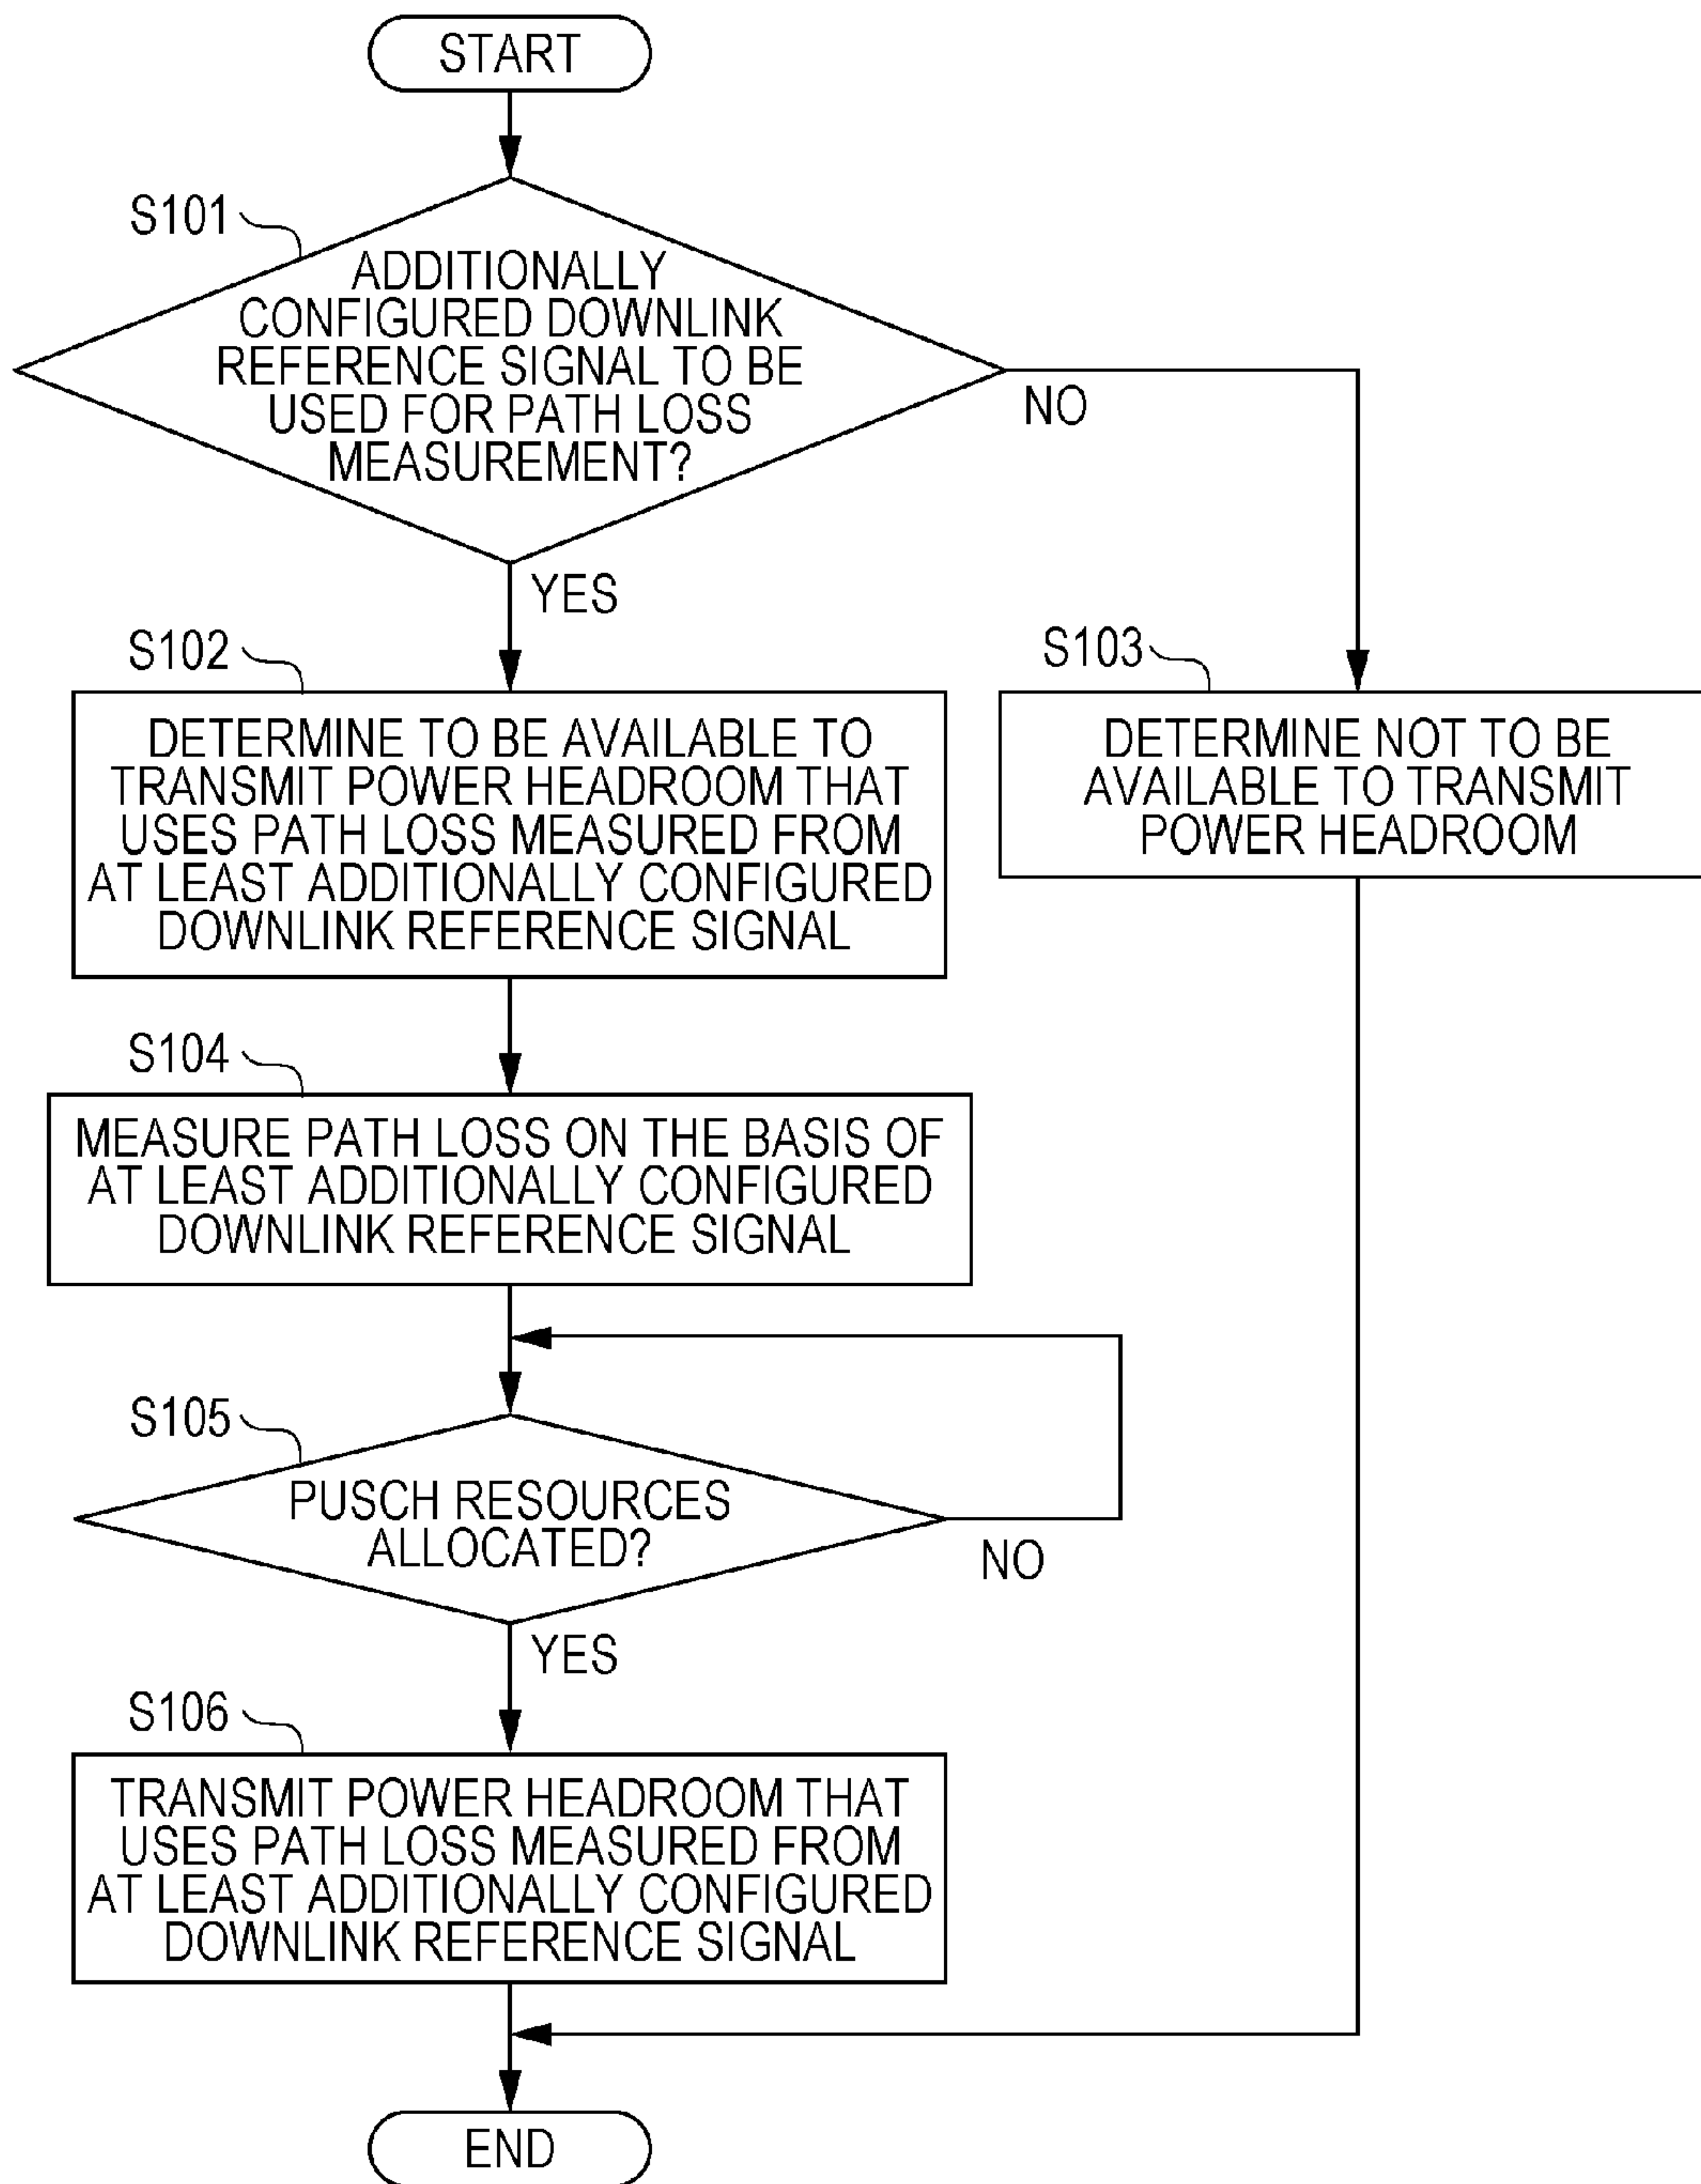 START
S101
ADDITIONALLY
CONFIGURED DOWNLINK
REFERENCE SIGNAL TO BE
USED FOR PATH LOSS
MEASUREMENT?
NO
YES
S102
DETERMINE TO BE AVAILABLE TO
TRANSMIT POWER HEADROOM THAT
USES PATH LOSS MEASURED FROM
AT LEAST ADDITIONALLY CONFIGURED
DOWNLINK REFERENCE SIGNAL
S103
DETERMINE NOT TO BE
AVAILABLE TO TRANSMIT
POWER HEADROOM
S104
MEASURE PATH LOSS ON THE BASIS OF
AT LEAST ADDITIONALLY CONFIGURED
DOWNLINK REFERENCE SIGNAL
S105
PUSCH RESOURCES
ALLOCATED?
NO
YES
S106
TRANSMIT POWER HEADROOM THAT
USES PATH LOSS MEASURED FROM
AT LEAST ADDITIONALLY CONFIGURED
DOWNLINK REFERENCE SIGNAL
END